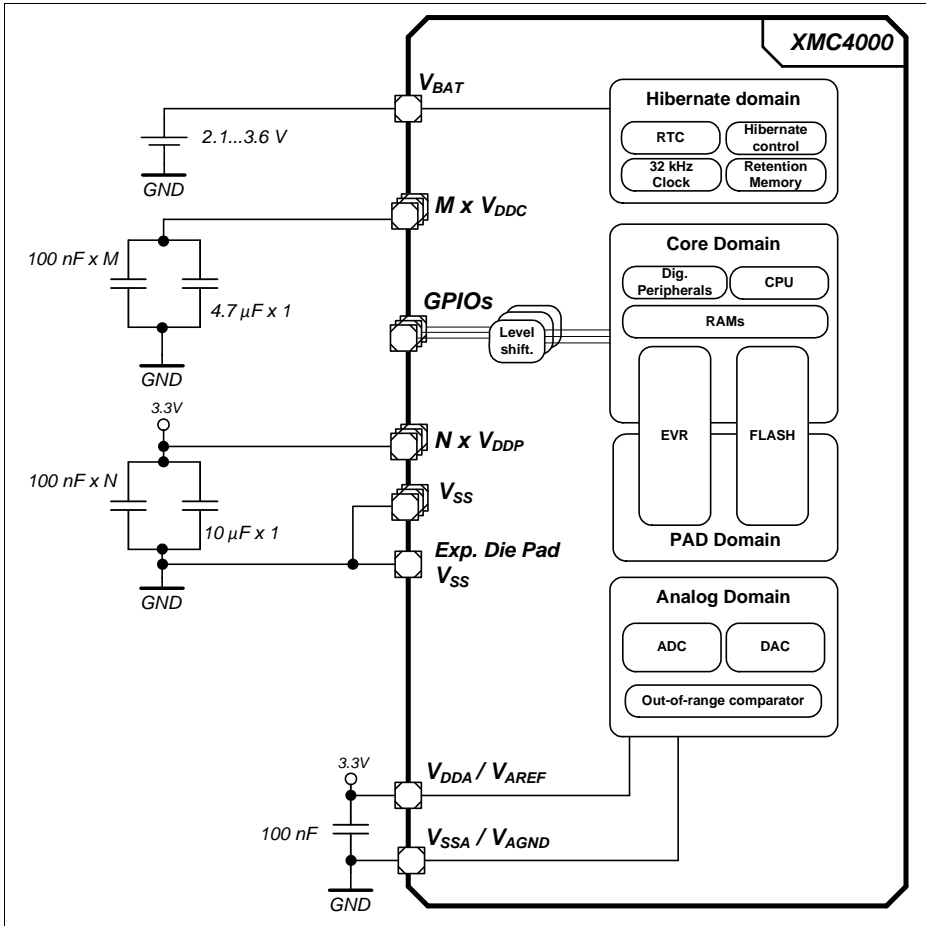 XMC4000
VBAT
2.1...3.6 V
GND
Hibernate domain
RTC
Hibernate
control
32 kHz
Clock
Retention
Memory
M x VDDC
100 nF x M
4.7 µF x 1
GND
Core Domain
Dig.
Peripherals
CPU
RAMs
GPIOs
Level
shift.
EVR
FLASH
PAD Domain
3.3V
N x VDDP
100 nF x N
10 µF x 1
VSS
Exp. Die Pad
VSS
GND
Analog Domain
ADC
DAC
Out-of-range comparator
3.3V
VDDA / VAREF
100 nF
VSSA / VAGND
GND